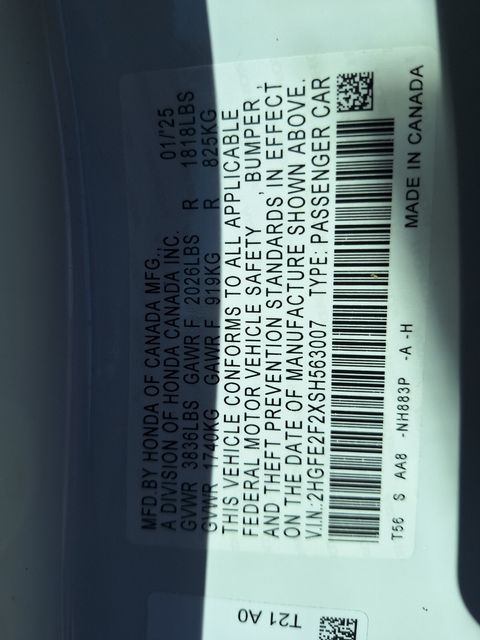 MFD.BY HONDA OF CANADA MFG., 01/'25
A DIVISION OF HONDA CANADA INC.
GVWR 3836LBS GAWR F 2026LBS R 1818LBS
GVWR 1740KG GAWR F 919KG R 825KG
THIS VEHICLE CONFORMS TO ALL APPLICABLE
FEDERAL MOTOR VEHICLE SAFETY , BUMPER ,
AND THEFT PREVENTION STANDARDS IN EFFECT
ON THE DATE OF MANUFACTURE SHOWN ABOVE.
V.I.N:2HGFE2F2XSH563007 TYPE: PASSENGER CAR
T56 S AA8 -NH883P -A -H MADE IN CANADA
T21 A0